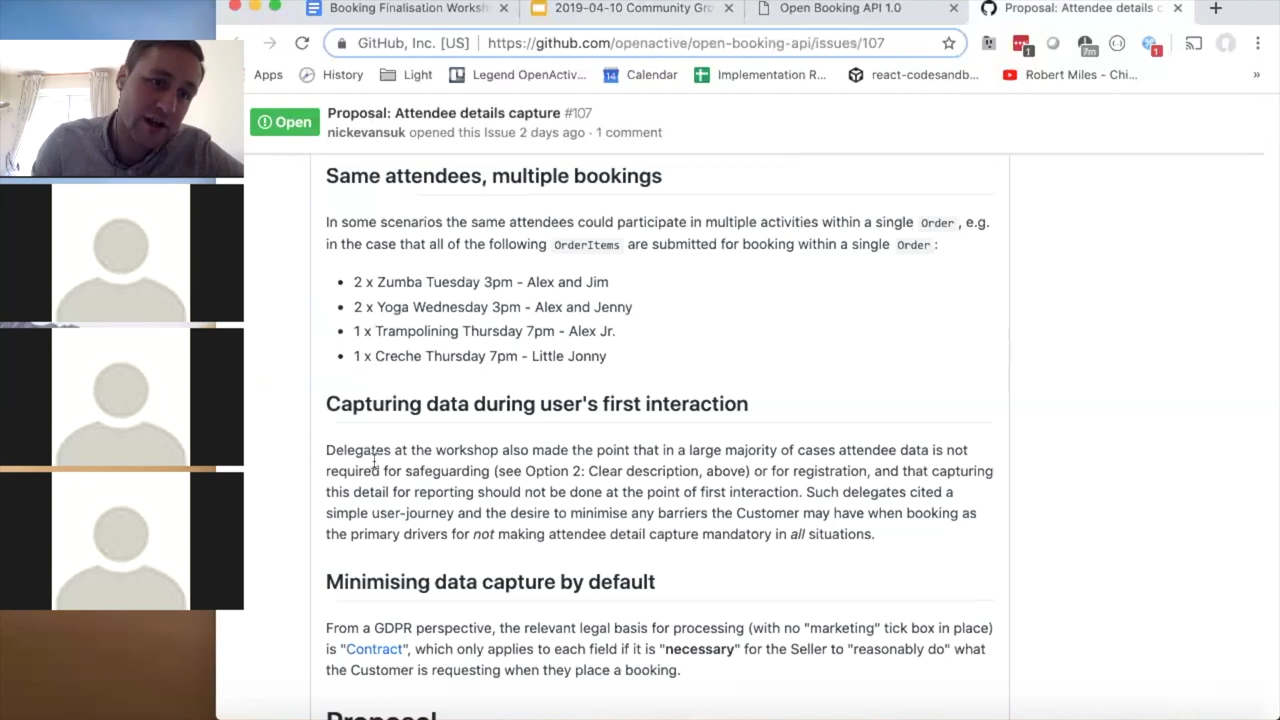 Booking Finalisation Worksh
2019-04-10 Community Gro
Open Booking API 1.0
Proposal: Attendee details c
GitHub, Inc. [US]
https://github.com/openactive/open-booking-api/issues/107
1
7m
1
Apps
History
Light
Legend OpenActiv...
14
Calendar
Implementation R...
react-codesandb...
Robert Miles - Chi...
»
Open
Proposal: Attendee details capture #107
nickevansuk opened this Issue 2 days ago · 1 comment
Same attendees, multiple bookings
In some scenarios the same attendees could participate in multiple activities within a single Order, e.g.
in the case that all of the following OrderItems are submitted for booking within a single Order:
• 2 x Zumba Tuesday 3pm - Alex and Jim
• 2 x Yoga Wednesday 3pm - Alex and Jenny
• 1 x Trampolining Thursday 7pm - Alex Jr.
• 1 x Creche Thursday 7pm - Little Jonny
Capturing data during user's first interaction
Delegates at the workshop also made the point that in a large majority of cases attendee data is not
required for safeguarding (see Option 2: Clear description, above) or for registration, and that capturing
this detail for reporting should not be done at the point of first interaction. Such delegates cited a
simple user-journey and the desire to minimise any barriers the Customer may have when booking as
the primary drivers for not making attendee detail capture mandatory in all situations.
Minimising data capture by default
From a GDPR perspective, the relevant legal basis for processing (with no "marketing" tick box in place)
is "Contract", which only applies to each field if it is "necessary" for the Seller to "reasonably do" what
the Customer is requesting when they place a booking.
Proposal